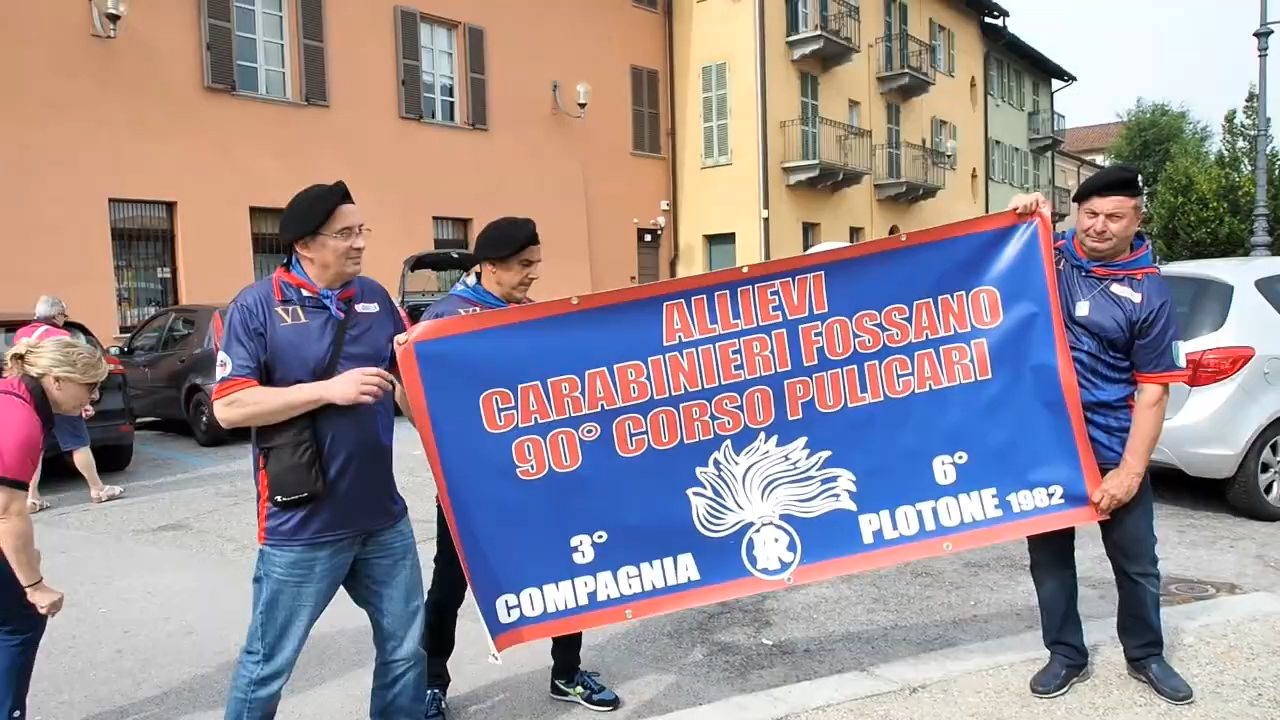 ALLIEVI
CARABINIERI FOSSANO
90° CORSO PULICARI
3°
COMPAGNIA
6°
PLOTONE 1982
VI